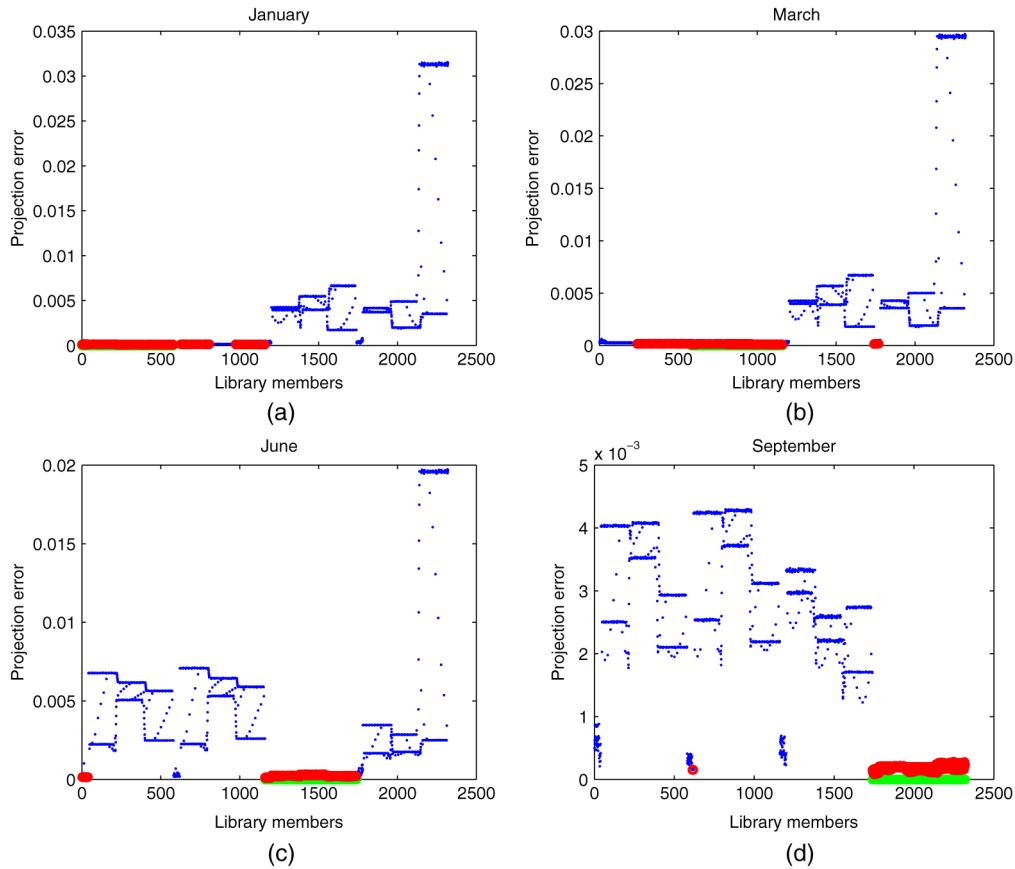 January
0.035
0.03
0.025
0.02
0.015
0.01
0.005
0
Projection error
0 500 1000 1500 2000 2500
Library members
(a)
March
0.03
0.025
0.02
0.015
0.01
0.005
0
Projection error
0 500 1000 1500 2000 2500
Library members
(b)
June
0.02
0.015
0.01
0.005
0
Projection error
0 500 1000 1500 2000 2500
Library members
(c)
September
x 10⁻³
5
4
3
2
1
0
Projection error
0 500 1000 1500 2000 2500
Library members
(d)